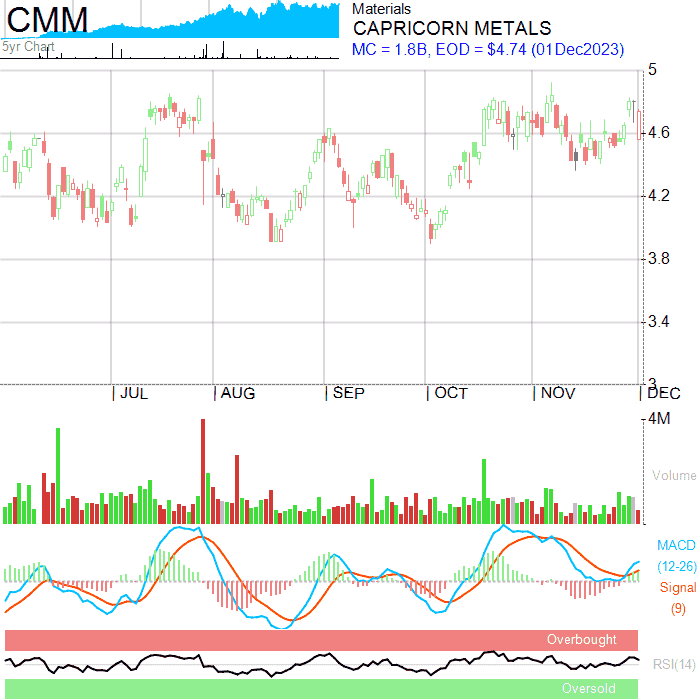 CMM
5yr Chart
Materials
CAPRICORN METALS
MC = 1.8B, EOD = $4.74 (01Dec2023)
5
4.6
4.2
3.8
3.4
3
JUL AUG SEP OCT NOV DEC
4M
Volume
MACD
(12-26)
Signal
(9)
Overbought
RSI(14)
Oversold